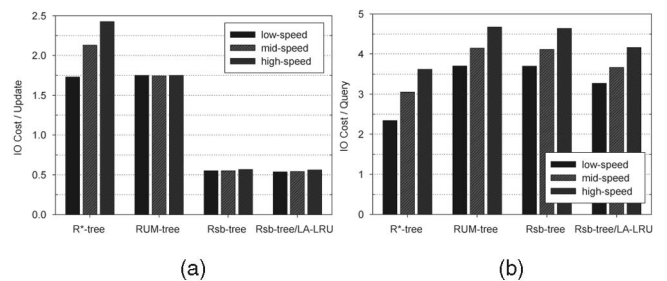 2.5
2.0
1.5
1.0
0.5
0.0
IO Cost / Update
low-speed
mid-speed
high-speed
R*-tree
RUM-tree
Rsb-tree
Rsb-tree/LA-LRU
(a)
5
4
3
2
1
0
IO Cost / Query
low-speed
mid-speed
high-speed
R*-tree
RUM-tree
Rsb-tree
Rsb-tree/LA-LRU
(b)